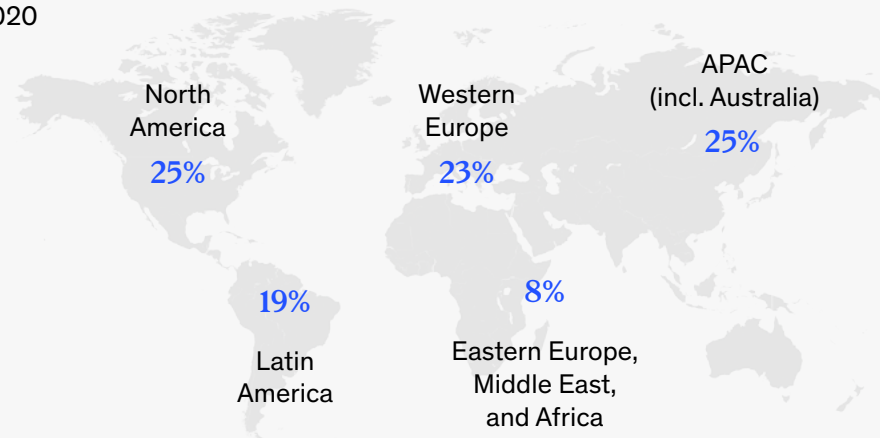 020
North
America
25%
Western
Europe
23%
APAC
(incl. Australia)
25%
19%
Latin
America
8%
Eastern Europe,
Middle East,
and Africa